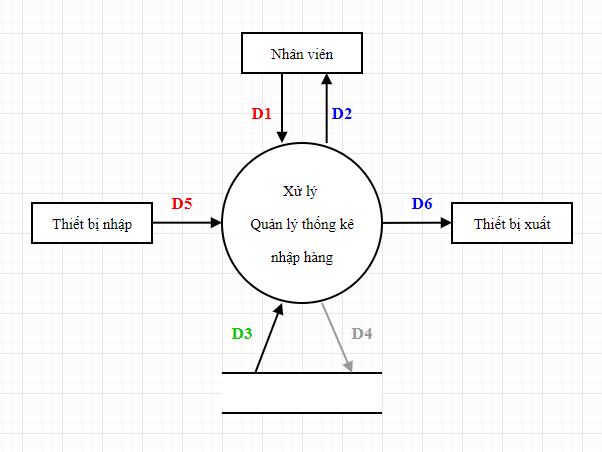 Nhân viên
D1
D2
Xử lý
D5
D6
Thiết bị nhập
Quản lý thống kê
Thiết bị xuất
nhập hàng
D3
D4